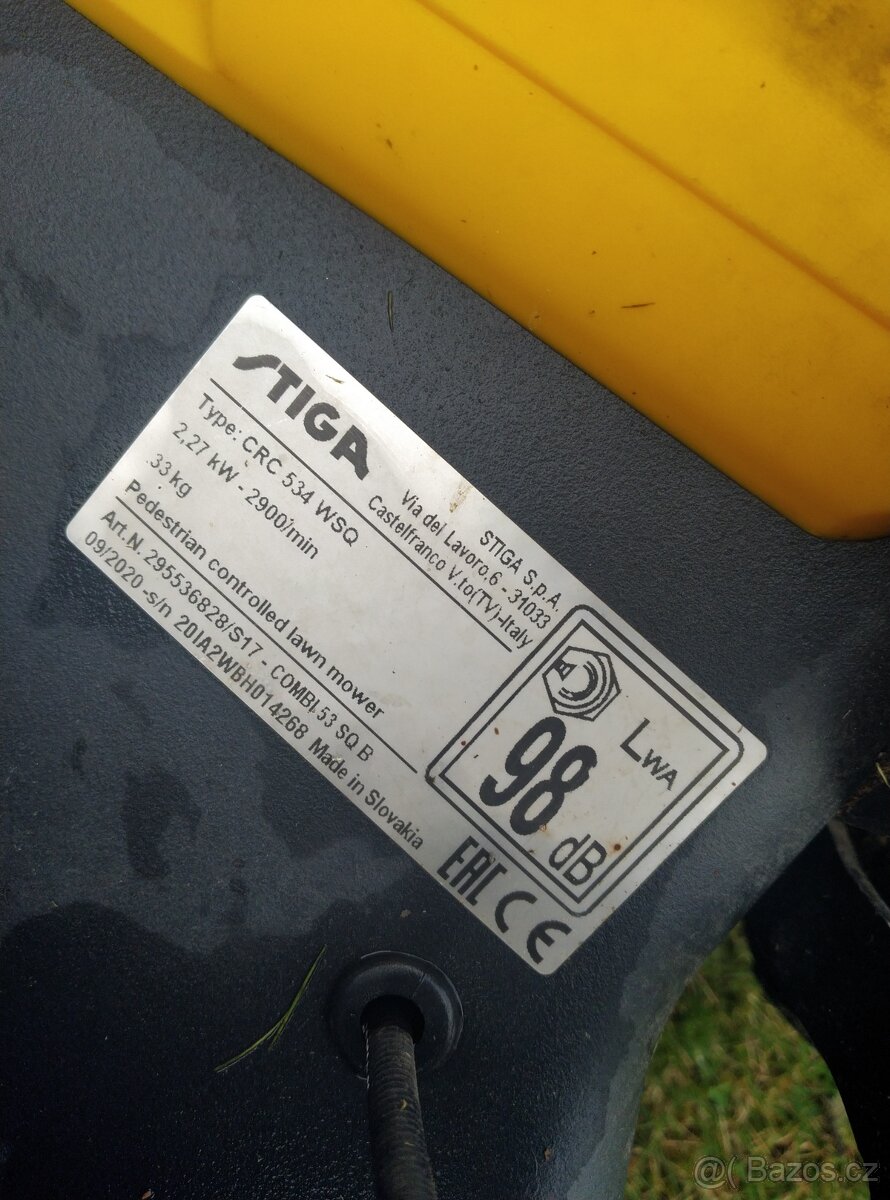 STIGA
STIGA S.p.A.
Via del Lavoro,6 - 31033
Castelfranco V.to(TV)-Italy
Type: CRC 534 WSQ
2,27 kW - 2900/min
33 kg
Pedestrian controlled lawn mower
Art.N. 295536828/S17 - COMBI 53 SQ B
09/2020 -s/n 20IA2WBH014268 Made in Slovakia
LWA
98
dB
EAC CE
@( Bazos.cz